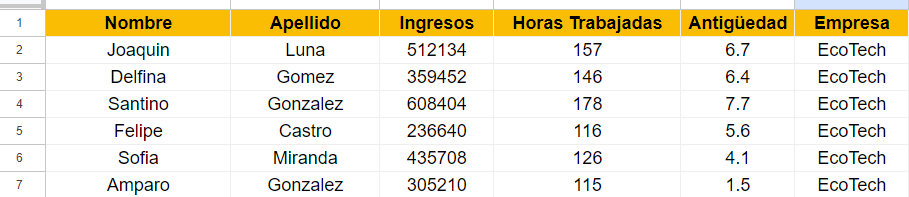 1 Nombre Apellido Ingresos Horas Trabajadas Antigüedad Empresa
2 Joaquin Luna 512134 157 6.7 EcoTech
3 Delfina Gomez 359452 146 6.4 EcoTech
4 Santino Gonzalez 608404 178 7.7 EcoTech
5 Felipe Castro 236640 116 5.6 EcoTech
6 Sofia Miranda 435708 126 4.1 EcoTech
7 Amparo Gonzalez 305210 115 1.5 EcoTech